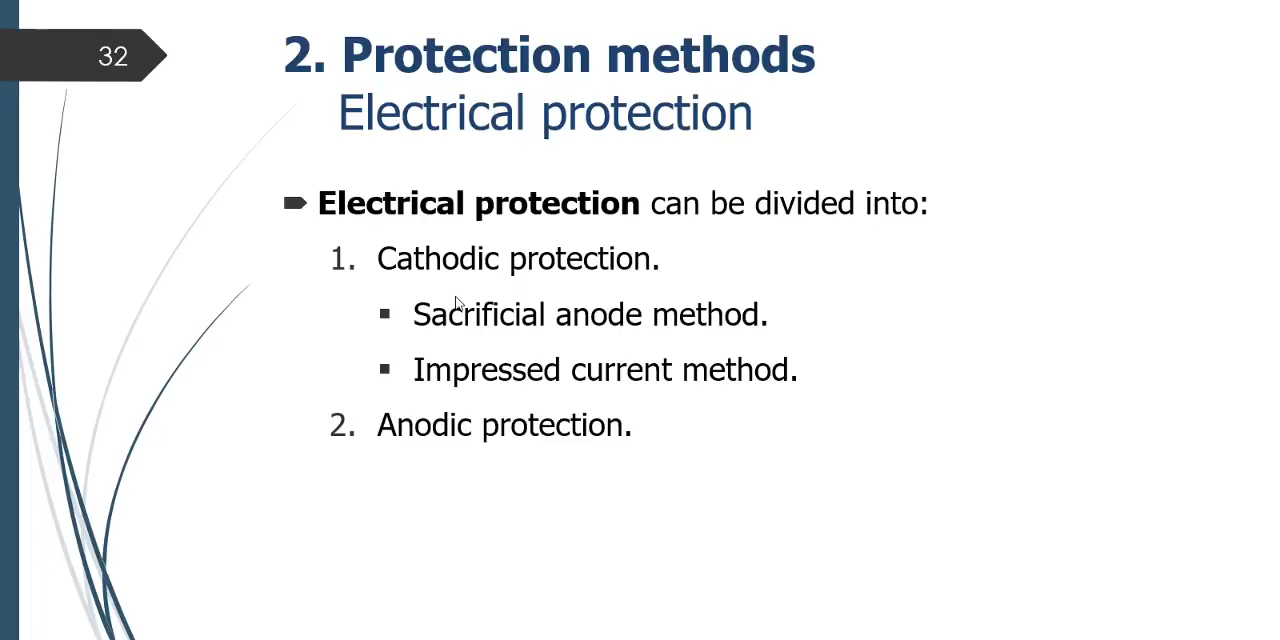 32
2. Protection methods
Electrical protection
Electrical protection can be divided into:
1. Cathodic protection.
▪ Sacrificial anode method.
▪ Impressed current method.
2. Anodic protection.